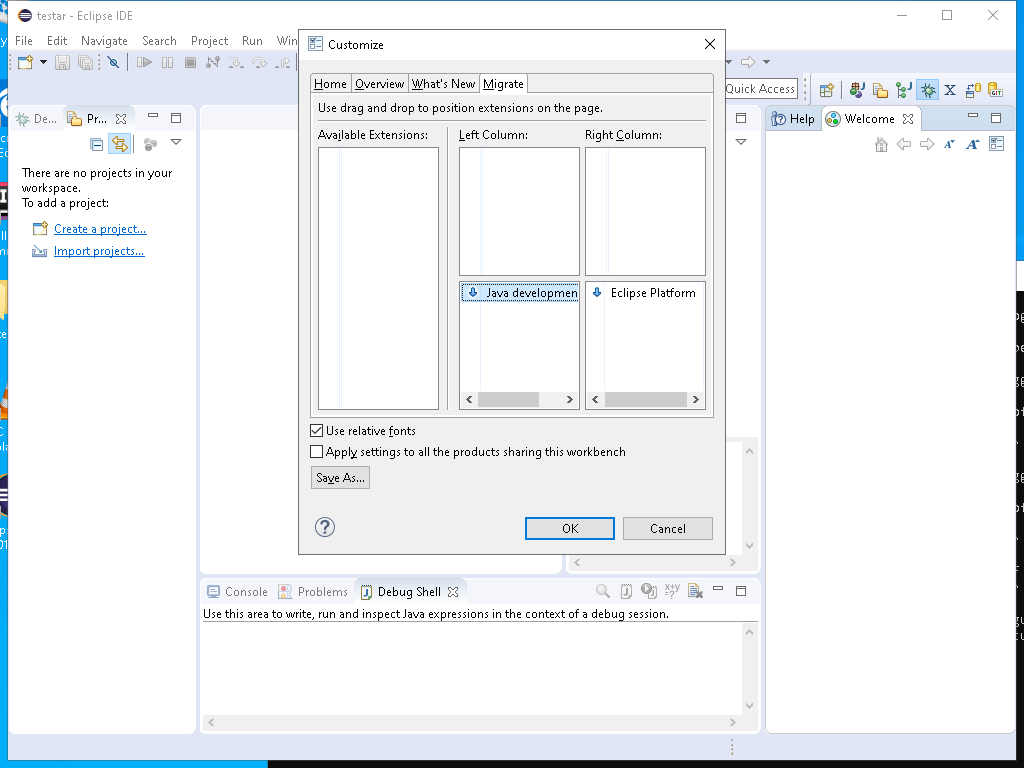 testar - Eclipse IDE
File Edit Navigate Search Project Run Win
Customize
Quick Access
De... Pr...
There are no projects in your
workspace.
To add a project:
Create a project...
Import projects...
Home Overview What's New Migrate
Use drag and drop to position extensions on the page.
Available Extensions: Left Column: Right Column:
Java developmen Eclipse Platform
Use relative fonts
Apply settings to all the products sharing this workbench
Save As...
OK Cancel
Help Welcome
Console Problems Debug Shell
Use this area to write, run and inspect Java expressions in the context of a debug session.